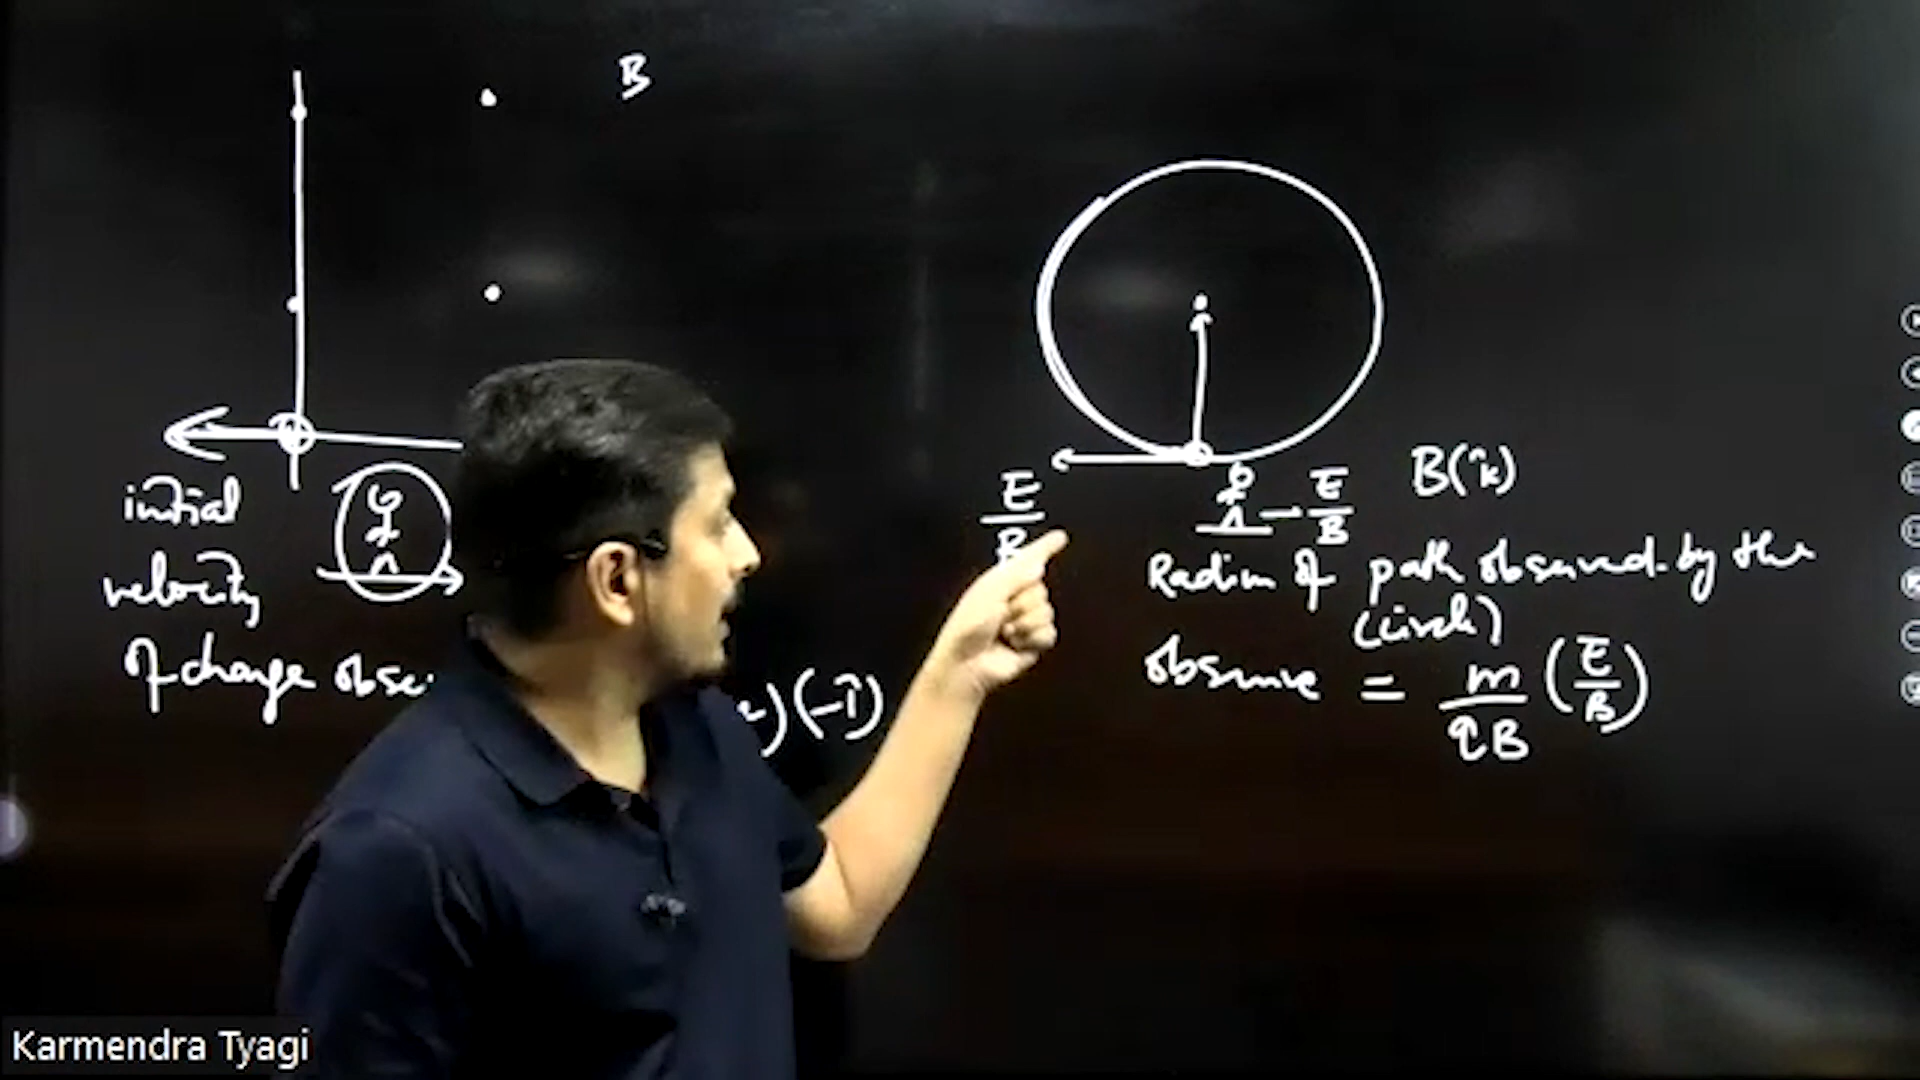 B
initial
velocity
of charge obse
)(-î)
E
B
E
B
B(k̂)
Radius of path observed by the
(circle)
observe = m/qB (E/B)
Karmendra Tyagi